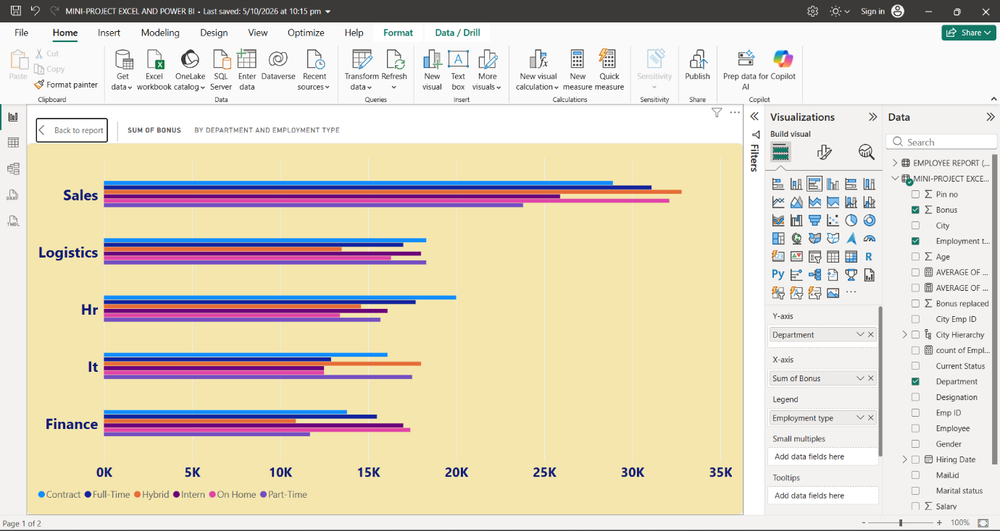 MINI-PROJECT EXCEL AND POWER BI • Last saved: 5/10/2026 at 10:15 pm
Sign in
File Home Insert Modeling Design View Optimize Help Format Data / Drill
Share
Paste
Cut
Copy
Format painter
Clipboard
Get data
Excel workbook
OneLake catalog
SQL Server
Enter data
Dataverse
Recent sources
Data
Transform data
Refresh
Queries
New visual
Text box
More visuals
Insert
New visual calculation
New measure
Quick measure
Calculations
Sensitivity
Sensitivity
Publish
Share
Prep data for AI
Copilot
Copilot
DAX
TMDL
Back to report
SUM OF BONUS
BY DEPARTMENT AND EMPLOYMENT TYPE
Sales
Logistics
Hr
It
Finance
0K 5K 10K 15K 20K 25K 30K 35K
Contract Full-Time Hybrid Intern On Home Part-Time
Filters
Visualizations
Build visual
123
R
Py
Y-axis
Department
X-axis
Sum of Bonus
Legend
Employment type
Small multiples
Add data fields here
Tooltips
Add data fields here
Data
Search
EMPLOYEE REPORT (...
MINI-PROJECT EXCE...
Pin no
Bonus
City
Employment t...
Age
AVERAGE OF ...
AVERAGE OF ...
Bonus replaced
City Emp ID
City Hierarchy
count of Empl...
Current Status
Department
Designation
Emp ID
Employee
Gender
Hiring Date
Mail.id
Marital status
Salary
Page 1 of 2
100%